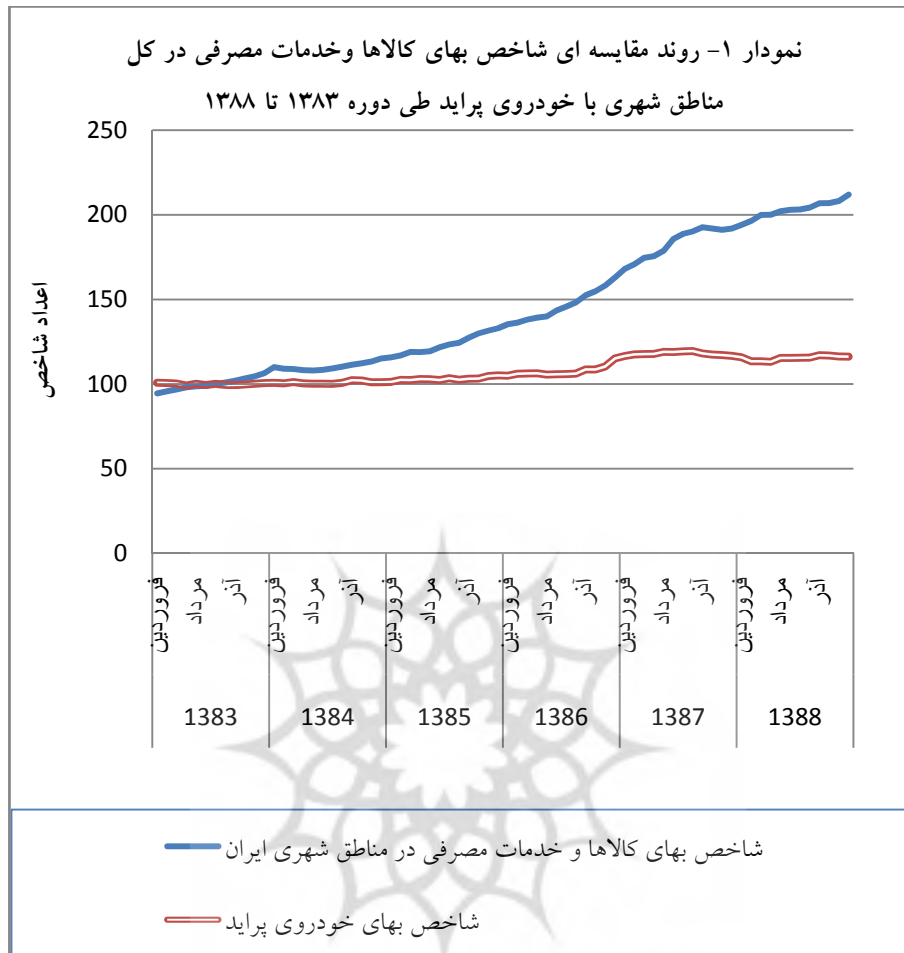 نمودار ۱- روند مقایسه ای شاخص بهای کالاها وخدمات مصرفی در کل
مناطق شهری با خودروی پراید طی دوره ۱۳۸۳ تا ۱۳۸۸
250
200
150
100
50
0
اعداد شاخص
فروردین مرداد آذر فروردین مرداد آذر فروردین مرداد آذر فروردین مرداد آذر فروردین مرداد آذر فروردین مرداد آذر
1383 1384 1385 1386 1387 1388
شاخص بهای کالاها و خدمات مصرفی در مناطق شهری ایران
شاخص بهای خودروی پراید